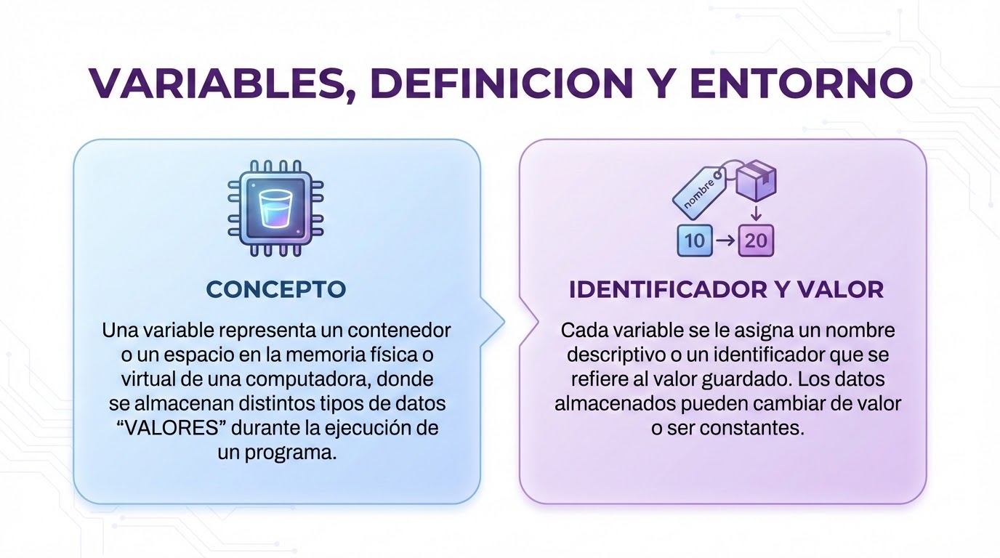 VARIABLES, DEFINICION Y ENTORNO
CONCEPTO
Una variable representa un contenedor
o un espacio en la memoria física o
virtual de una computadora, donde
se almacenan distintos tipos de datos
“VALORES” durante la ejecución de
un programa.
nombre
10
20
IDENTIFICADOR Y VALOR
Cada variable se le asigna un nombre
descriptivo o un identificador que se
refiere al valor guardado. Los datos
almacenados pueden cambiar de valor
o ser constantes.